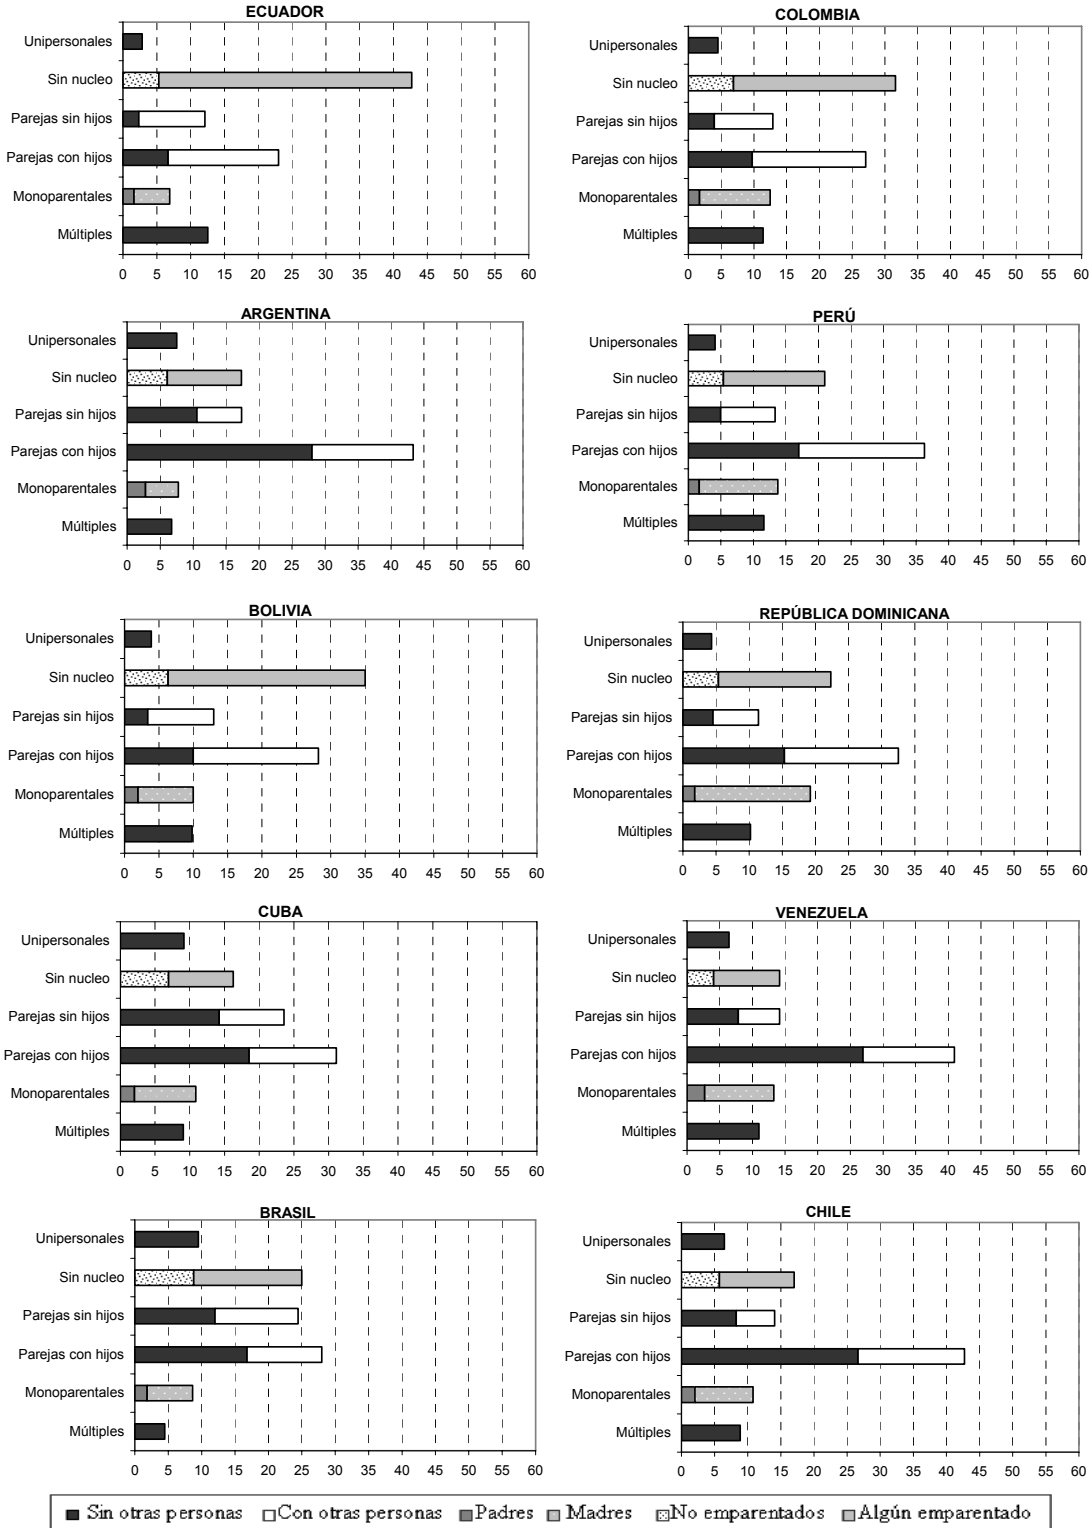 ECUADOR
Unipersonales
Sin nucleo
Parejas sin hijos
Parejas con hijos
Monoparentales
Múltiples
0 5 10 15 20 25 30 35 40 45 50 55 60
COLOMBIA
Unipersonales
Sin nucleo
Parejas sin hijos
Parejas con hijos
Monoparentales
Múltiples
0 5 10 15 20 25 30 35 40 45 50 55 60
ARGENTINA
Unipersonales
Sin nucleo
Parejas sin hijos
Parejas con hijos
Monoparentales
Múltiples
0 5 10 15 20 25 30 35 40 45 50 55 60
PERÚ
Unipersonales
Sin nucleo
Parejas sin hijos
Parejas con hijos
Monoparentales
Múltiples
0 5 10 15 20 25 30 35 40 45 50 55 60
BOLIVIA
Unipersonales
Sin nucleo
Parejas sin hijos
Parejas con hijos
Monoparentales
Múltiples
0 5 10 15 20 25 30 35 40 45 50 55 60
REPÚBLICA DOMINICANA
Unipersonales
Sin nucleo
Parejas sin hijos
Parejas con hijos
Monoparentales
Múltiples
0 5 10 15 20 25 30 35 40 45 50 55 60
CUBA
Unipersonales
Sin nucleo
Parejas sin hijos
Parejas con hijos
Monoparentales
Múltiples
0 5 10 15 20 25 30 35 40 45 50 55 60
VENEZUELA
Unipersonales
Sin nucleo
Parejas sin hijos
Parejas con hijos
Monoparentales
Múltiples
0 5 10 15 20 25 30 35 40 45 50 55 60
BRASIL
Unipersonales
Sin nucleo
Parejas sin hijos
Parejas con hijos
Monoparentales
Múltiples
0 5 10 15 20 25 30 35 40 45 50 55 60
CHILE
Unipersonales
Sin nucleo
Parejas sin hijos
Parejas con hijos
Monoparentales
Múltiples
0 5 10 15 20 25 30 35 40 45 50 55 60
Sin otras personas Con otras personas Padres Madres No emparentados Algún emparentado